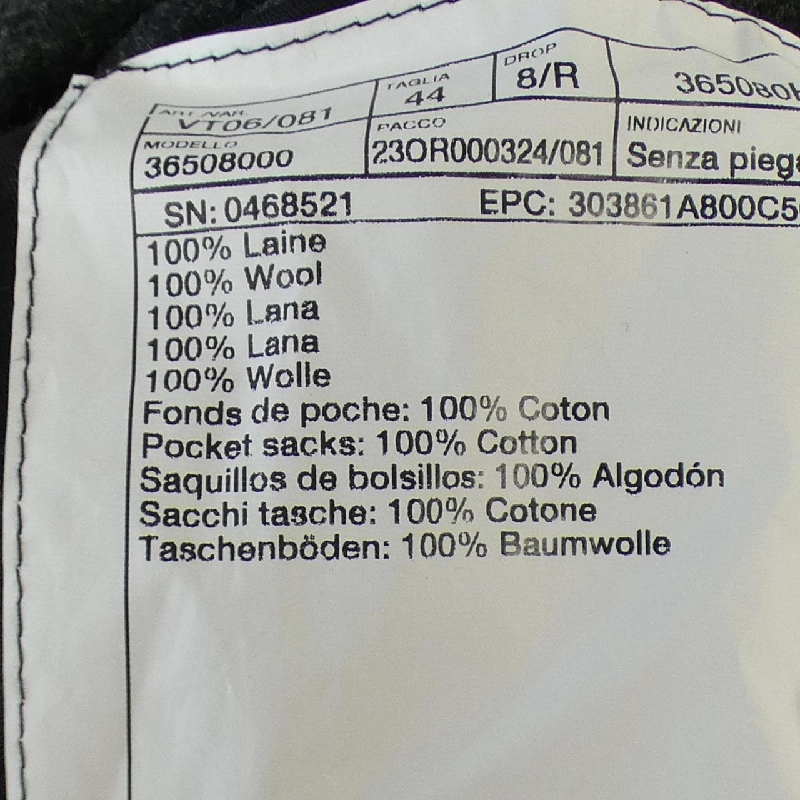 ART./VAR.
VT06/081
TAGLIA
44
DROP
8/R
365080
MODELLO
36508000
PACCO
23OR000324/081
INDICAZIONI
Senza
SN: 0468521 EPC: 303861A800C5
100% Laine
100% Wool
100% Lana
100% Lana
100% Wolle
Fonds de poche: 100% Coton
Pocket sacks: 100% Cotton
Saquillos de bolsillos: 100% Algodón
Sacchi tasche: 100% Cotone
Taschenböden: 100% Baumwolle